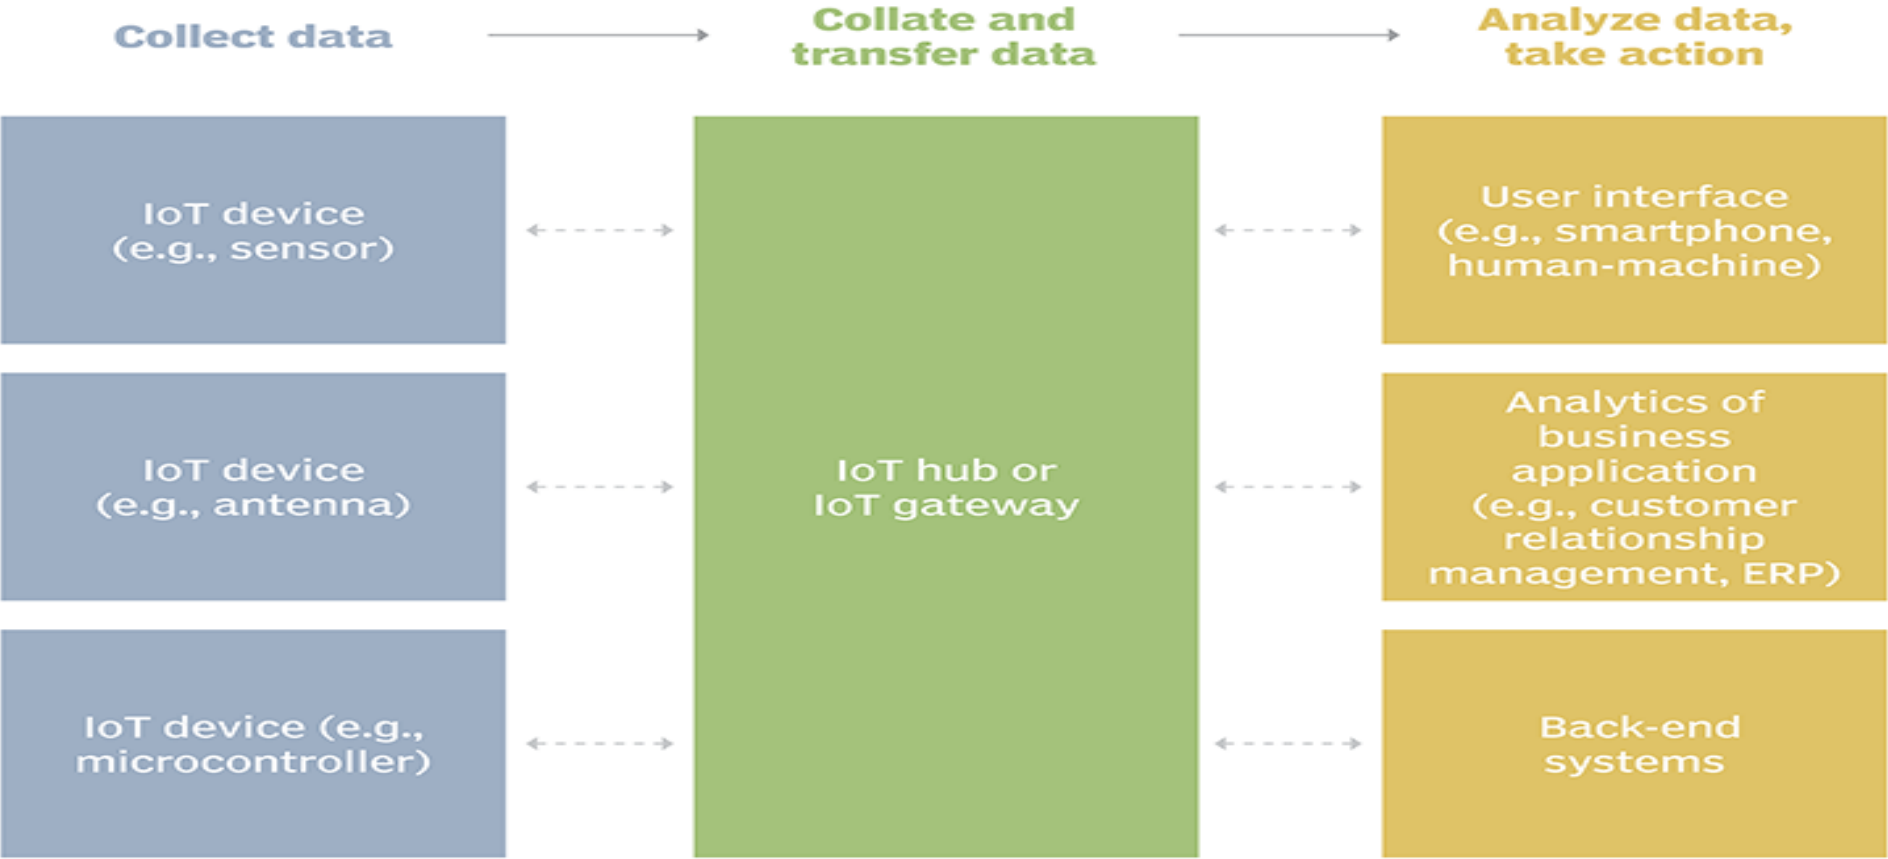 Collect data
Collate and
transfer data
Analyze data,
take action
IoT device
(e.g., sensor)
IoT device
(e.g., antenna)
IoT device (e.g.,
microcontroller)
IoT hub or
IoT gateway
User interface
(e.g., smartphone,
human-machine)
Analytics of
business
application
(e.g., customer
relationship
management, ERP)
Back-end
systems